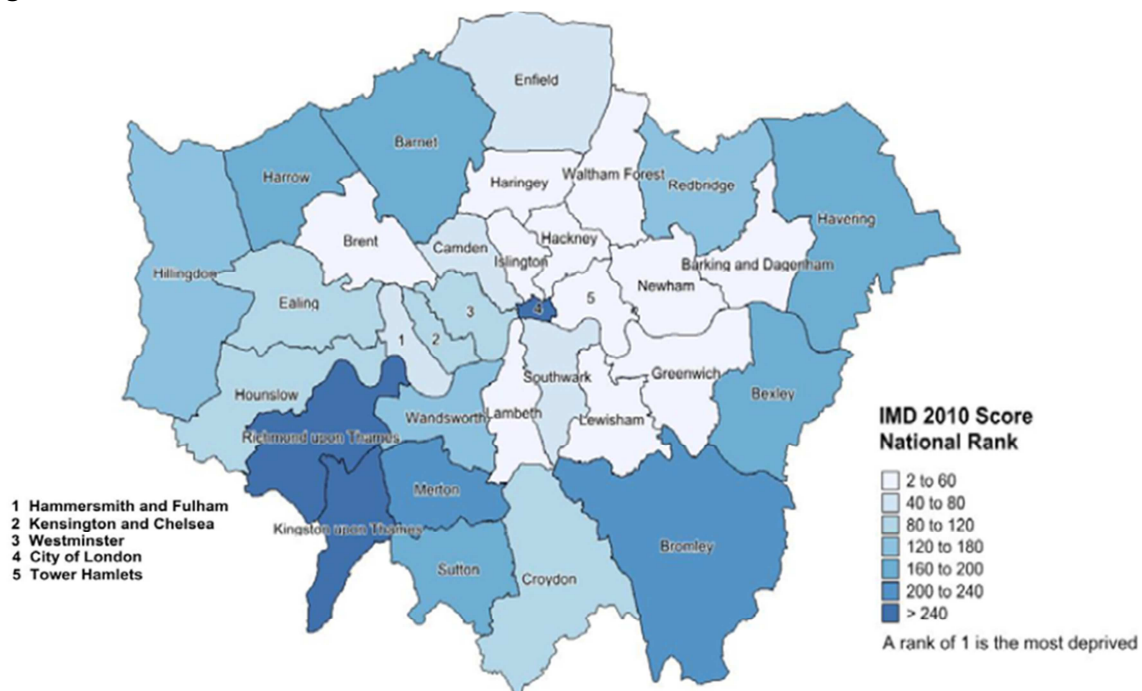 Enfield
Barnet
Harrow
Haringey
Waltham Forest
Redbridge
Havering
Brent
Camden
Hackney
Islington
Barking and Dagenham
Hillingdon
Newham
Ealing
5
3
4
1
2
Greenwich
Southwark
Hounslow
Bexley
Wandsworth
Lambeth
Lewisham
Richmond upon Thames
Merton
Kingston upon Thames
Bromley
Sutton
Croydon
1 Hammersmith and Fulham
2 Kensington and Chelsea
3 Westminster
4 City of London
5 Tower Hamlets
IMD 2010 Score
National Rank
2 to 60
40 to 80
80 to 120
120 to 180
160 to 200
200 to 240
> 240
A rank of 1 is the most deprived